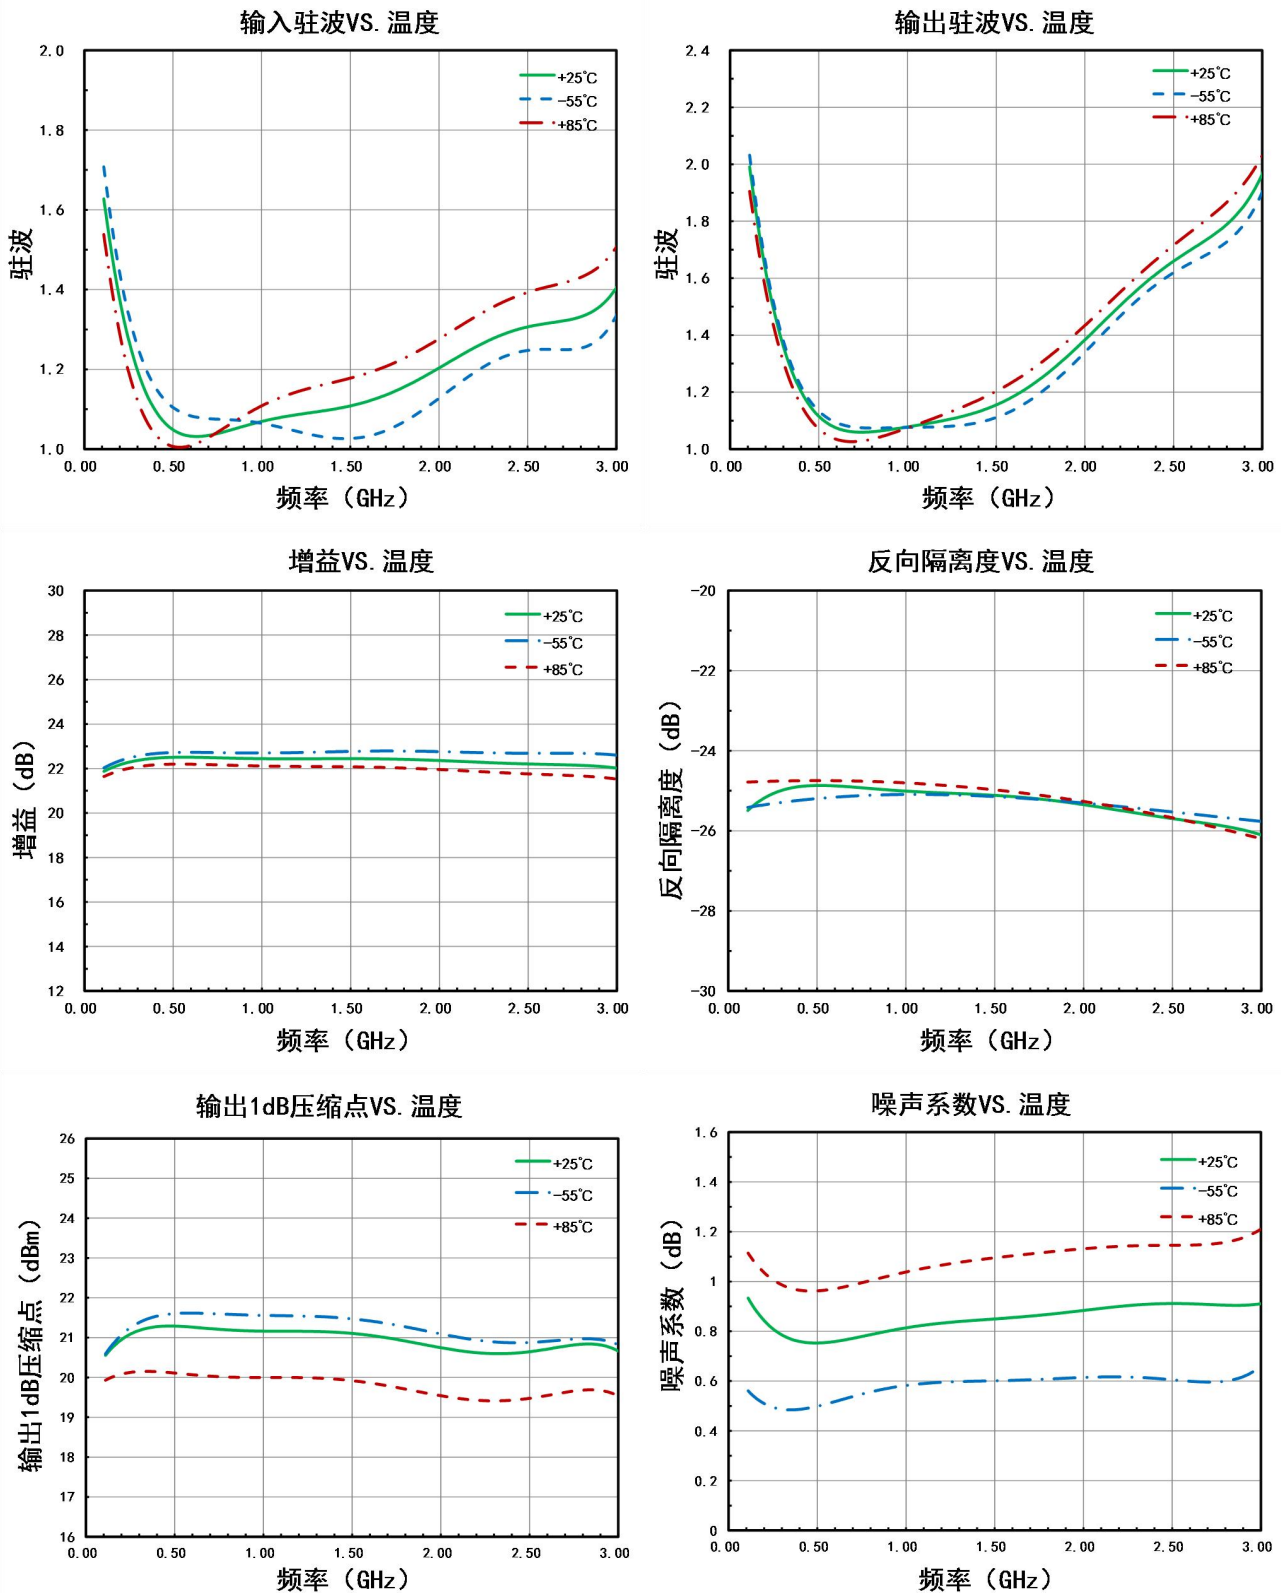 输入驻波VS. 温度
2.0
1.8
1.6
1.4
1.2
1.0
驻波
+25℃
-55℃
+85℃
0.00 0.50 1.00 1.50 2.00 2.50 3.00
频率（GHz）
输出驻波VS. 温度
2.4
2.2
2.0
1.8
1.6
1.4
1.2
1.0
驻波
+25℃
-55℃
+85℃
0.00 0.50 1.00 1.50 2.00 2.50 3.00
频率（GHz）
增益VS. 温度
30
28
26
24
22
20
18
16
14
12
增益（dB）
+25℃
-55℃
+85℃
0.00 0.50 1.00 1.50 2.00 2.50 3.00
频率（GHz）
反向隔离度VS. 温度
-20
-22
-24
-26
-28
-30
反向隔离度（dB）
+25℃
-55℃
+85℃
0.00 0.50 1.00 1.50 2.00 2.50 3.00
频率（GHz）
输出1dB压缩点VS. 温度
26
25
24
23
22
21
20
19
18
17
16
输出1dB压缩点（dBm）
+25℃
-55℃
+85℃
0.00 0.50 1.00 1.50 2.00 2.50 3.00
频率（GHz）
噪声系数VS. 温度
1.6
1.4
1.2
1
0.8
0.6
0.4
0.2
0
噪声系数（dB）
+25℃
-55℃
+85℃
0.00 0.50 1.00 1.50 2.00 2.50 3.00
频率（GHz）